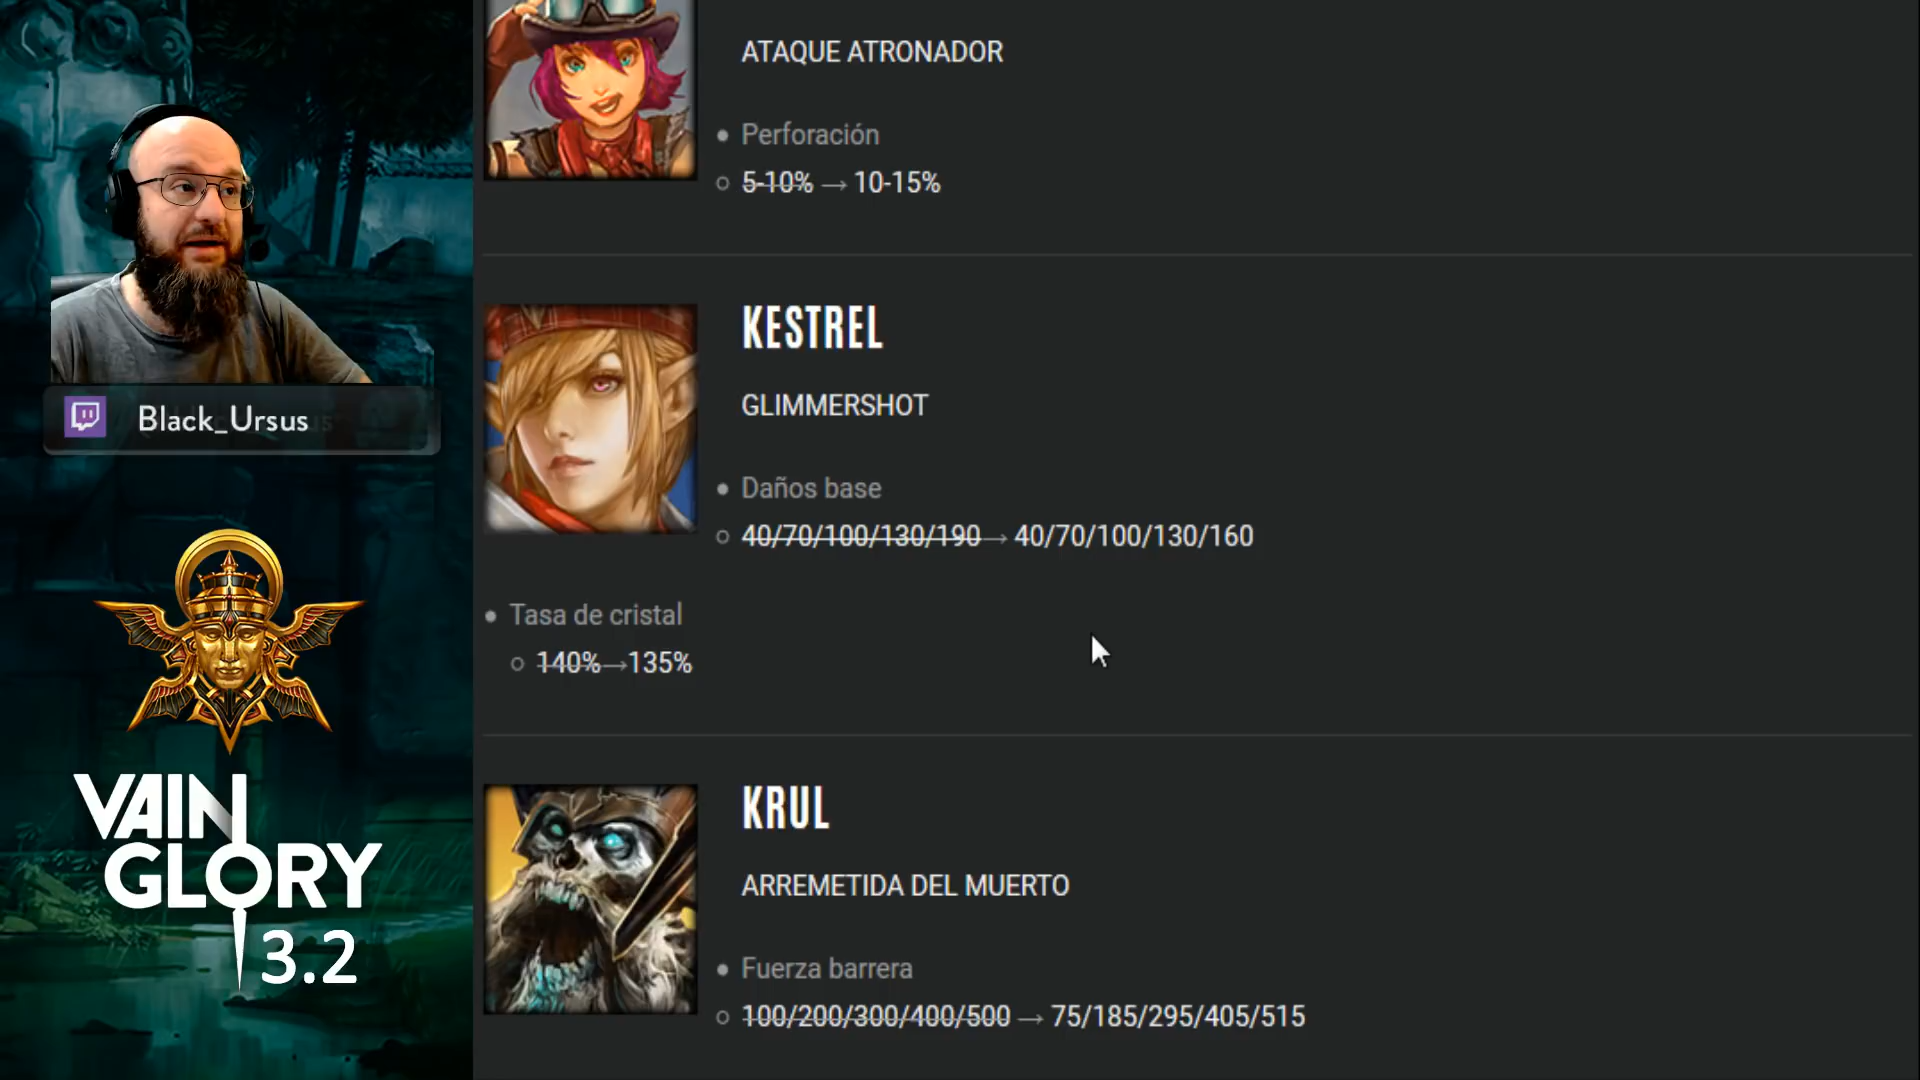 ATAQUE ATRONADOR
• Perforación
○ 5-10% → 10-15%
KESTREL
GLIMMERSHOT
• Daños base
○ 40/70/100/130/190 → 40/70/100/130/160
• Tasa de cristal
○ 140%→135%
KRUL
ARREMETIDA DEL MUERTO
• Fuerza barrera
○ 100/200/300/400/500 → 75/185/295/405/515
Black_Ursus
VAIN
GLORY
3.2